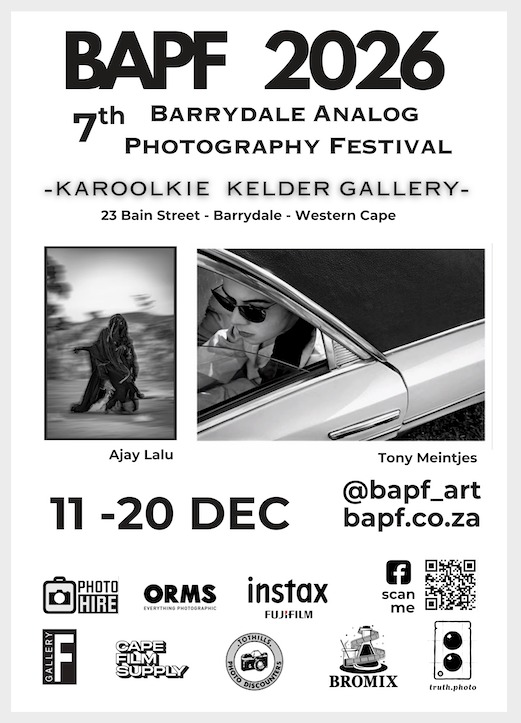 BAPF 2026
7th BARRYDALE ANALOG
PHOTOGRAPHY FESTIVAL
-KAROOLKIE KELDER GALLERY-
23 Bain Street - Barrydale - Western Cape
Ajay Lalu
Tony Meintjes
11 -20 DEC
@bapf_art
bapf.co.za
PHOTO
HIRE
ORMS
EVERYTHING PHOTOGRAPHIC
instax
FUJIFILM
scan
me
GALLERY F
CAPE
FILM
SUPPLY
TOTHILLS
PHOTO DISCOUNTERS
BROMIX
truth.photo